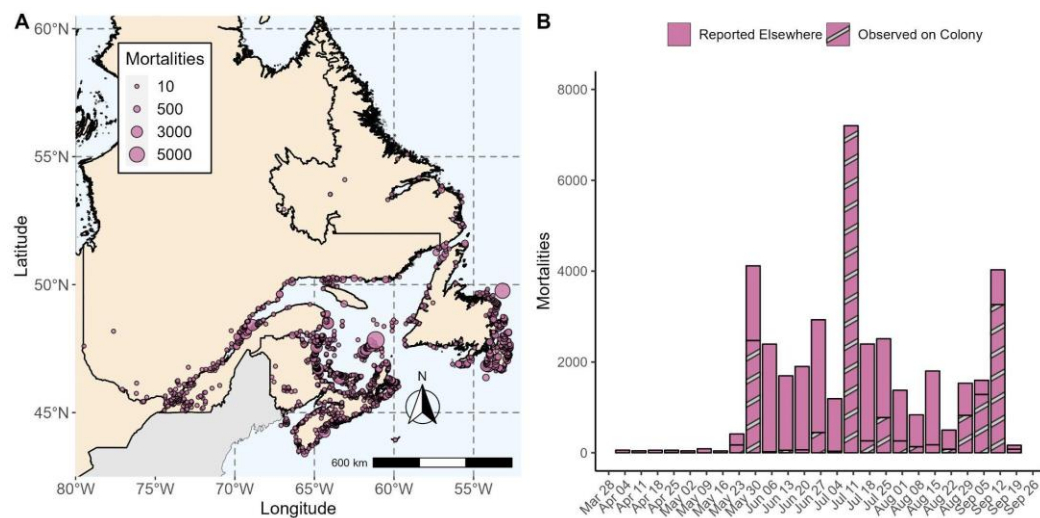 A
60°N
55°N
50°N
45°N
Latitude
Mortalities
10
500
3000
5000
N
600 km
80°W 75°W 70°W 65°W 60°W 55°W
Longitude
B
Reported Elsewhere Observed on Colony
8000
6000
4000
2000
0
Mortalities
Mar 28
Apr 04
Apr 11
Apr 18
Apr 25
May 02
May 09
May 16
May 23
May 30
Jun 06
Jun 13
Jun 20
Jun 27
Jul 04
Jul 11
Jul 18
Jul 25
Aug 01
Aug 08
Aug 15
Aug 22
Aug 29
Sep 05
Sep 12
Sep 19
Sep 26